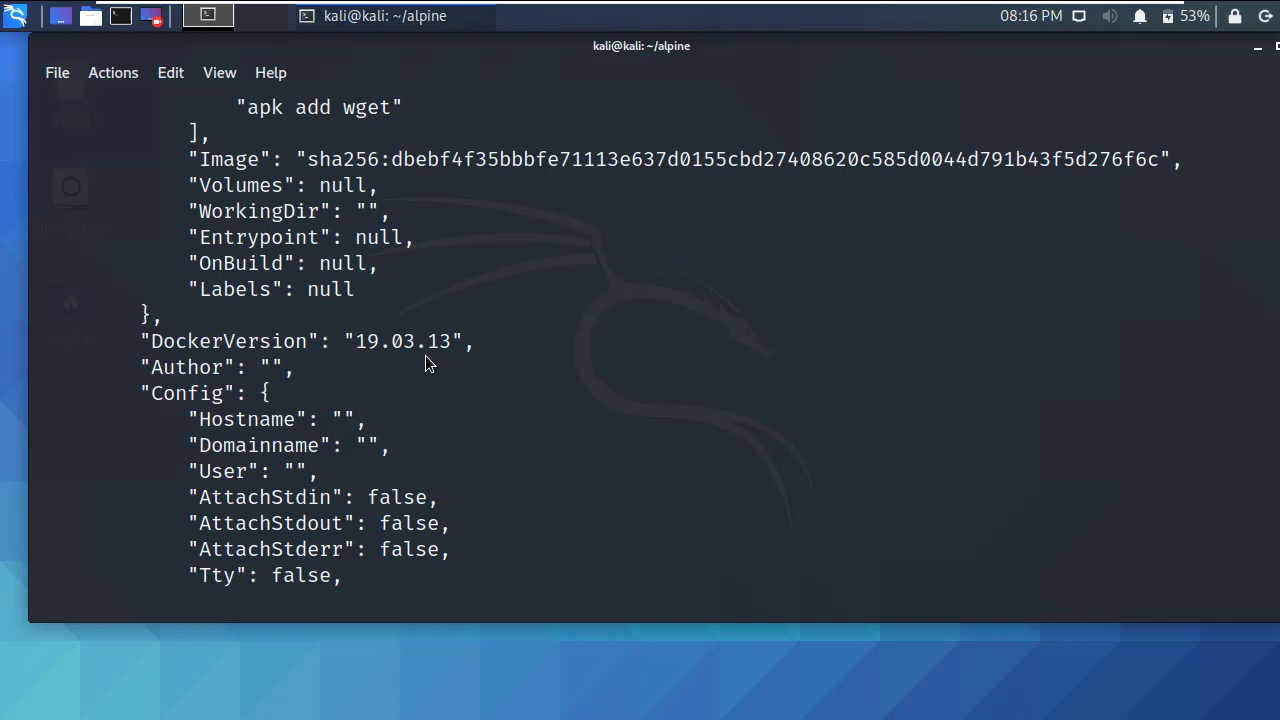 kali@kali: ~/alpine
08:16 PM
53%
kali@kali: ~/alpine
File Actions Edit View Help
"apk add wget"
],
"Image": "sha256:dbebf4f35bbbfe71113e637d0155cbd27408620c585d0044d791b43f5d276f6c",
"Volumes": null,
"WorkingDir": "",
"Entrypoint": null,
"OnBuild": null,
"Labels": null
},
"DockerVersion": "19.03.13",
"Author": "",
"Config": {
"Hostname": "",
"Domainname": "",
"User": "",
"AttachStdin": false,
"AttachStdout": false,
"AttachStderr": false,
"Tty": false,